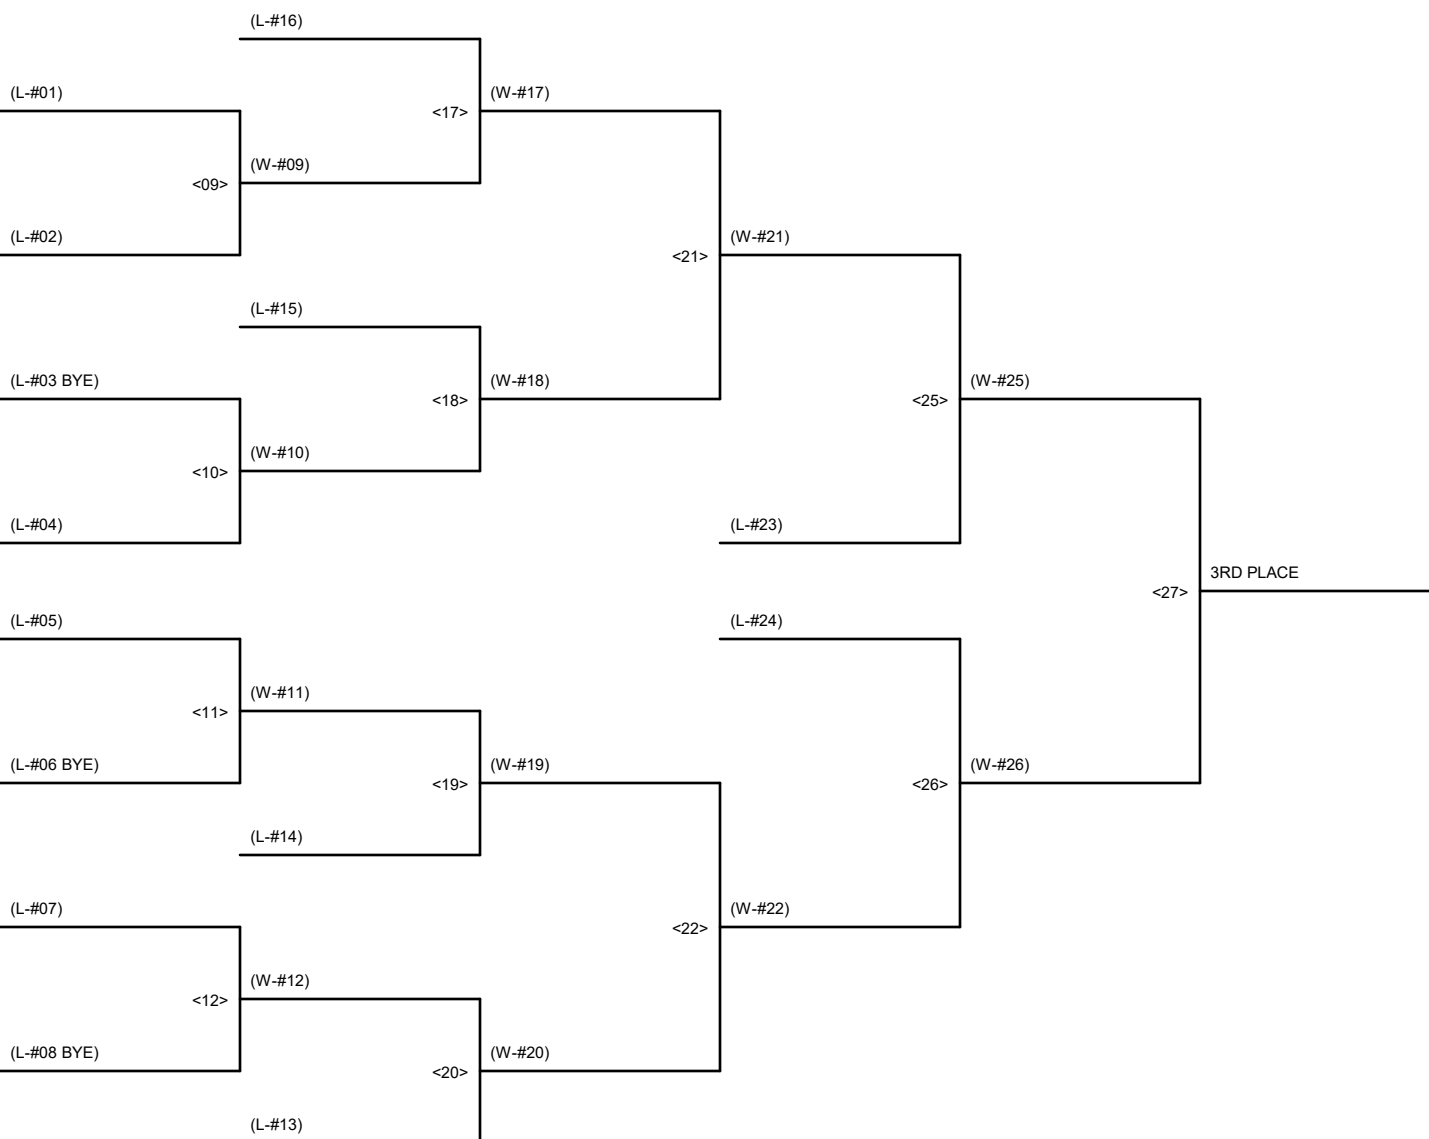 (L-#16)
(L-#01)
(W-#17)
<17>
(W-#09)
<09>
(L-#02)
(W-#21)
<21>
(L-#15)
(L-#03 BYE)
(W-#18)
(W-#25)
<18>
<25>
(W-#10)
<10>
(L-#04)
(L-#23)
3RD PLACE
<27>
(L-#05)
(L-#24)
(W-#11)
<11>
(L-#06 BYE)
(W-#19)
(W-#26)
<19>
<26>
(L-#14)
(L-#07)
(W-#22)
<22>
(W-#12)
<12>
(L-#08 BYE)
(W-#20)
<20>
(L-#13)